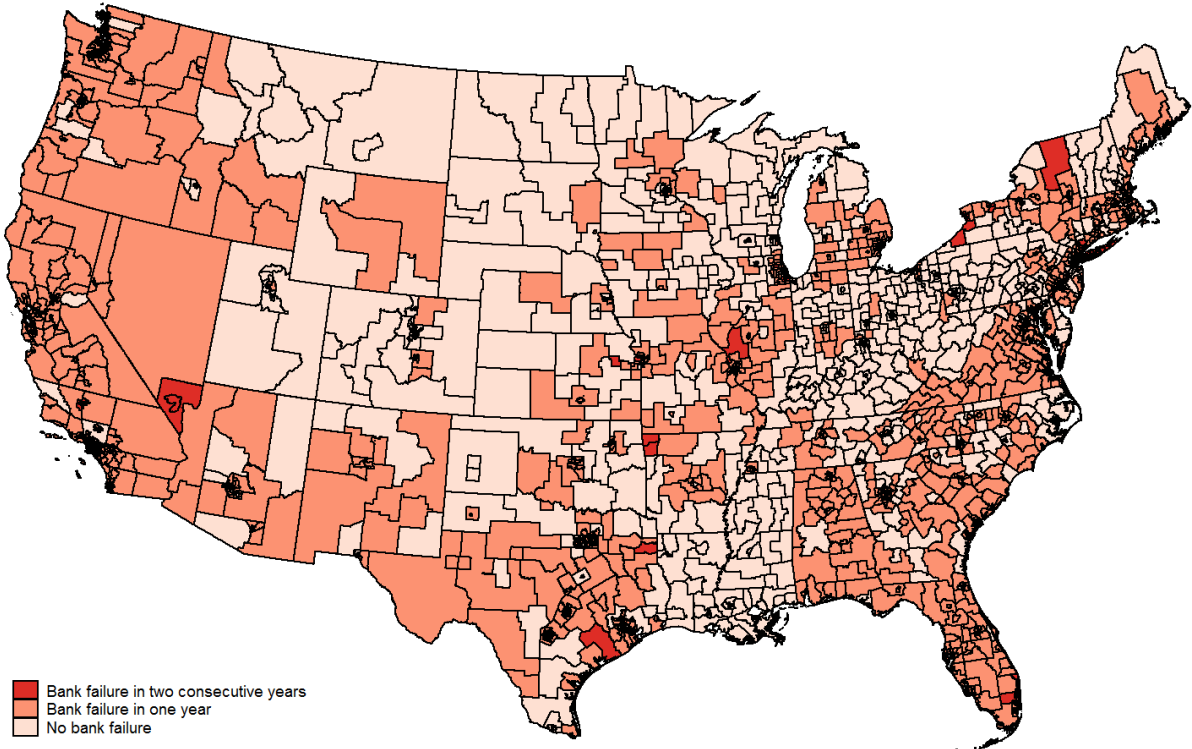 Bank failure in two consecutive years
Bank failure in one year
No bank failure